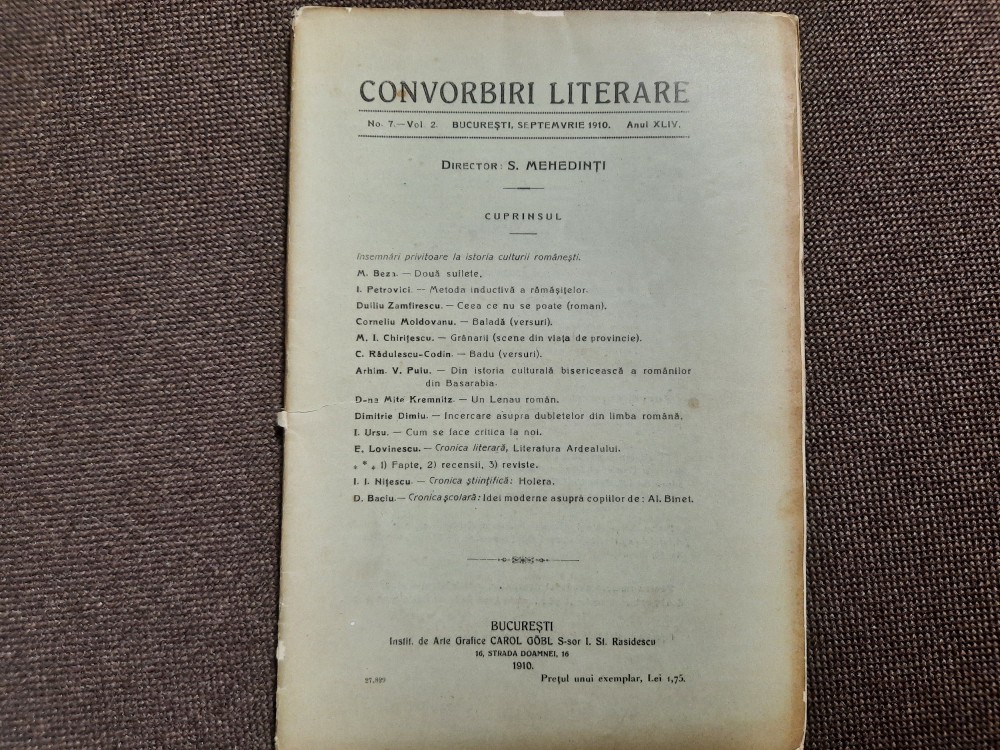 CONVORBIRI LITERARE
No. 7.—Vol. 2. BUCUREȘTI, SEPTEMVRIE 1910. Anul XLIV.
DIRECTOR: S. MEHEDINȚI
CUPRINSUL
Insemnări privitoare la istoria culturii românești.
M. Beza. — Două suflete.
I. Petrovici. — Metoda inductivă a rămășițelor.
Duiliu Zamfirescu. — Ceea ce nu se poate (roman).
Corneliu Moldovanu. — Baladă (versuri).
M. I. Chirițescu. — Grânarii (scene din viața de provincie).
C. Rădulescu-Codin. — Badu (versuri).
Arhim. V. Puiu. — Din istoria culturală bisericească a românilor
din Basarabia.
D-na Mite Kremnitz. — Un Lenau român.
Dimitrie Dimiu. — Incercare asupra dubletelor din limba română.
I. Ursu. — Cum se face critica la noi.
E. Lovinescu. — Cronica literară, Literatura Ardealului.
* * * 1) Fapte, 2) recensii, 3) reviste.
I. I. Nițescu. — Cronica științifică: Holera.
D. Baciu. — Cronica școlară: Idei moderne asupra copiilor de: Al. Binet.
BUCUREȘTI
Instit. de Arte Grafice CAROL GÖBL S-sor I. St. Rasidescu
16, STRADA DOAMNEI, 16
1910.
27.829 Prețul unui exemplar, Lei 1,75.